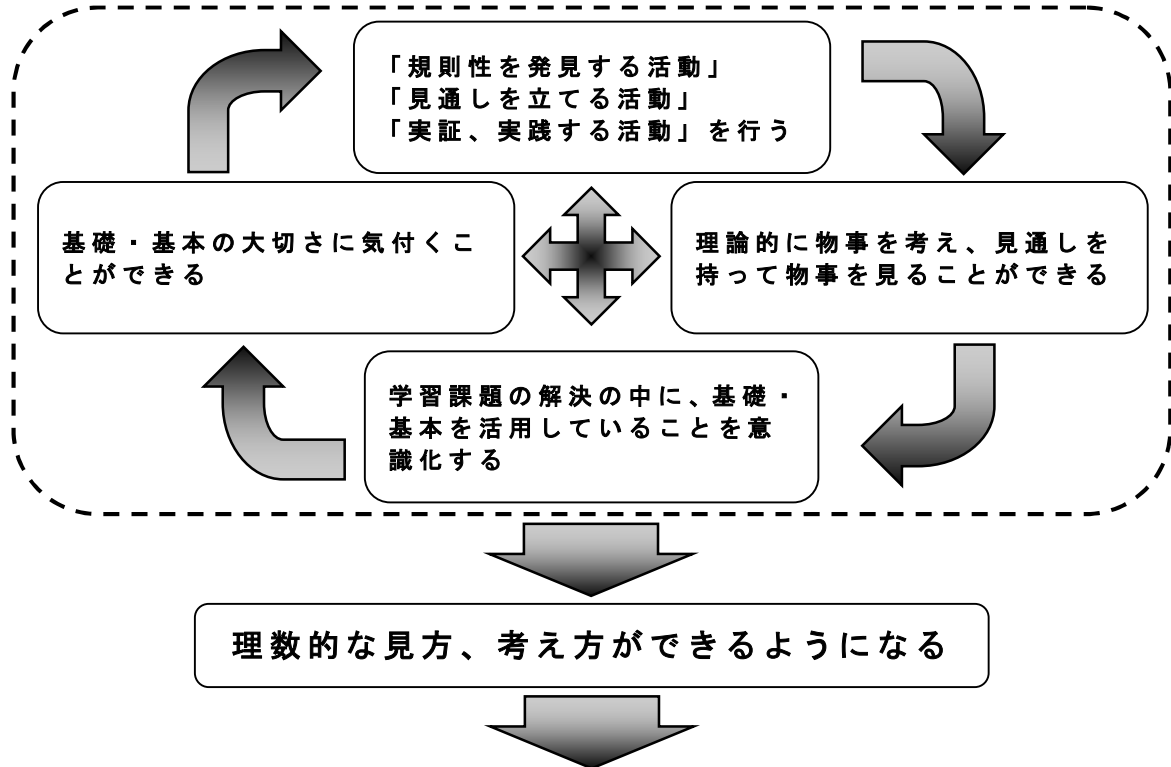 「規則性を発見する活動」
「見通しを立てる活動」
「実証、実践する活動」を行う
基礎・基本の大切さに気付くこ
とができる
理論的に物事を考え、見通しを
持って物事を見ることができる
学習課題の解決の中に、基礎・
基本を活用していることを意
識化する
理数的な見方、考え方ができるようになる